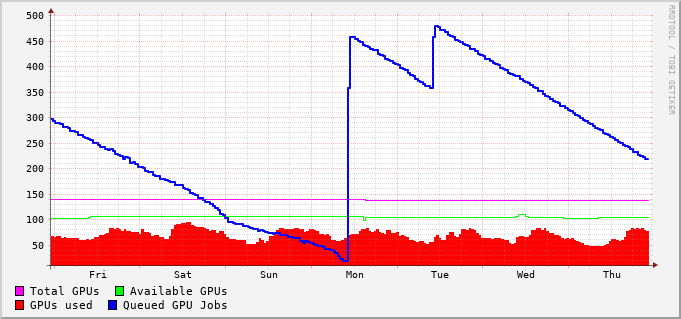 500
450
400
350
300
250
200
150
100
50
Fri Sat Sun Mon Tue Wed Thu
Total GPUs Available GPUs
GPUs used Queued GPU Jobs
RRDTOOL / TOBI OETIKER